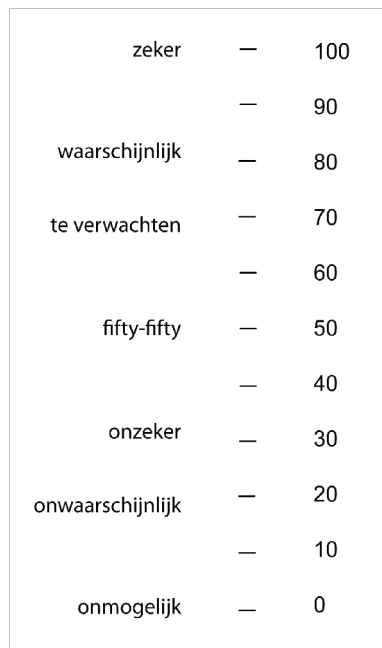 zeker — 100
— 90
waarschijnlijk — 80
te verwachten — 70
— 60
fifty-fifty — 50
— 40
onzeker — 30
onwaarschijnlijk — 20
— 10
onmogelijk — 0